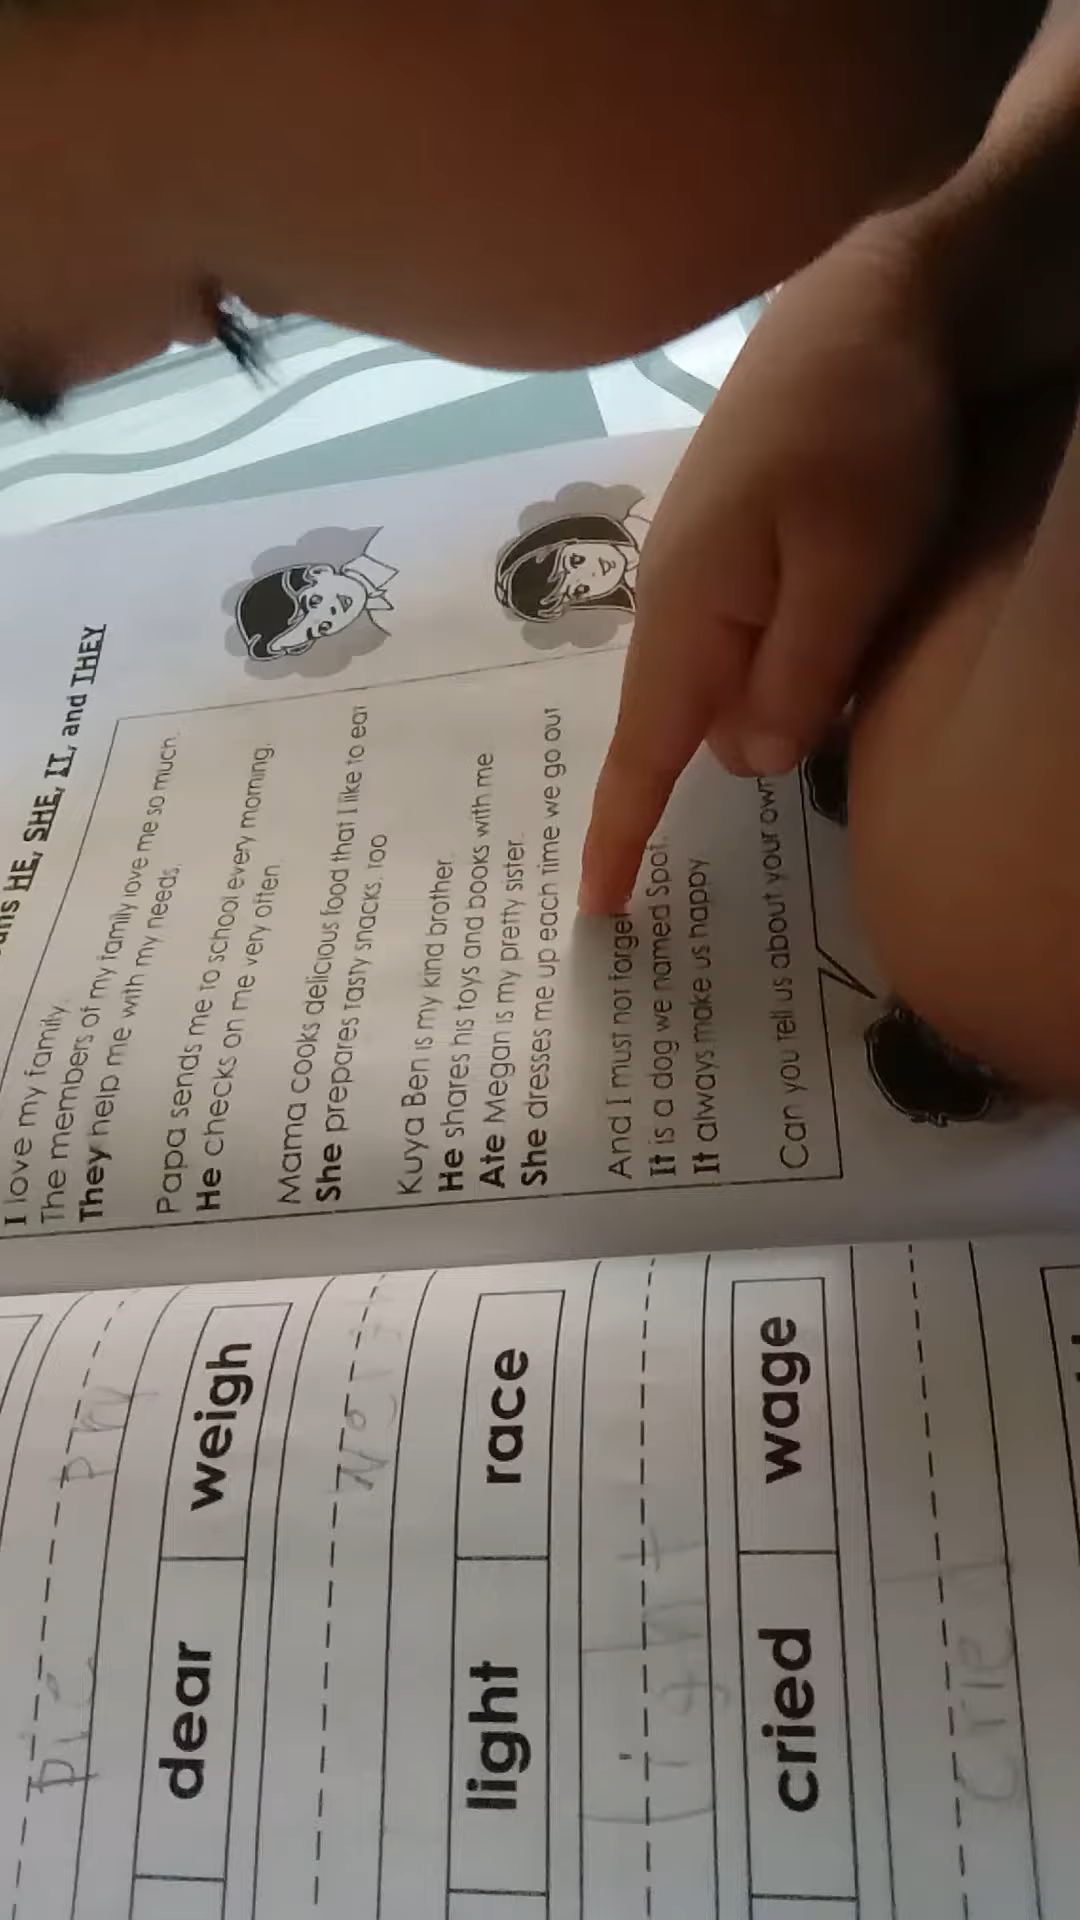 HE, SHE, IT, and THEY
I love my family.
The members of my family love me so much.
They help me with my needs.
Papa sends me to school every morning.
He checks on me very often.
Mama cooks delicious food that I like to eat
She prepares tasty snacks, too
Kuya Ben is my kind brother.
He shares his toys and books with me
Ate Megan is my pretty sister.
She dresses me up each time we go out
And I must not forget
It is a dog we named Spot.
It always make us happy
Can you tell us about your own
dear weigh
light race
light
cried wage
cried